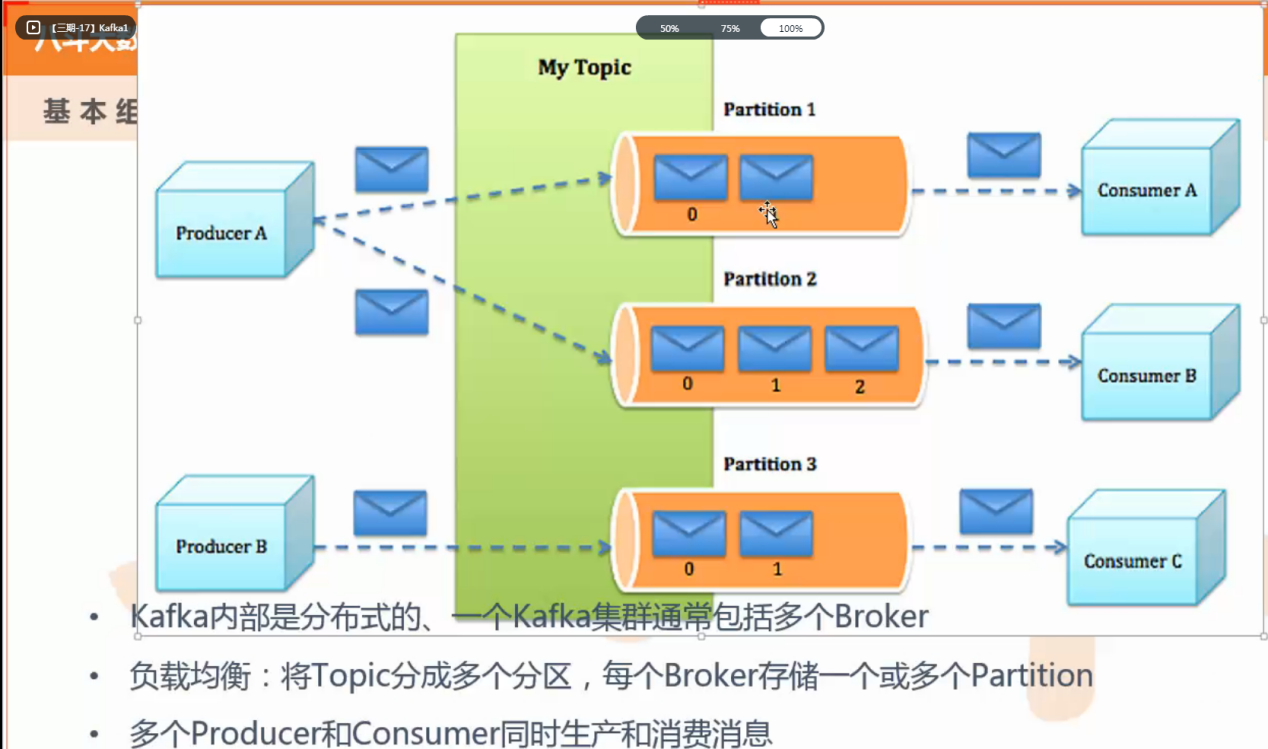 【三期-17】Kafka1
50%
75%
100%
八斗大数
基本组
My Topic
Partition 1
0
Producer A
Consumer A
Partition 2
0
1
2
Consumer B
Partition 3
0
1
Producer B
Consumer C
• Kafka内部是分布式的、一个Kafka集群通常包括多个Broker
• 负载均衡：将Topic分成多个分区，每个Broker存储一个或多个Partition
• 多个Producer和Consumer同时生产和消费消息